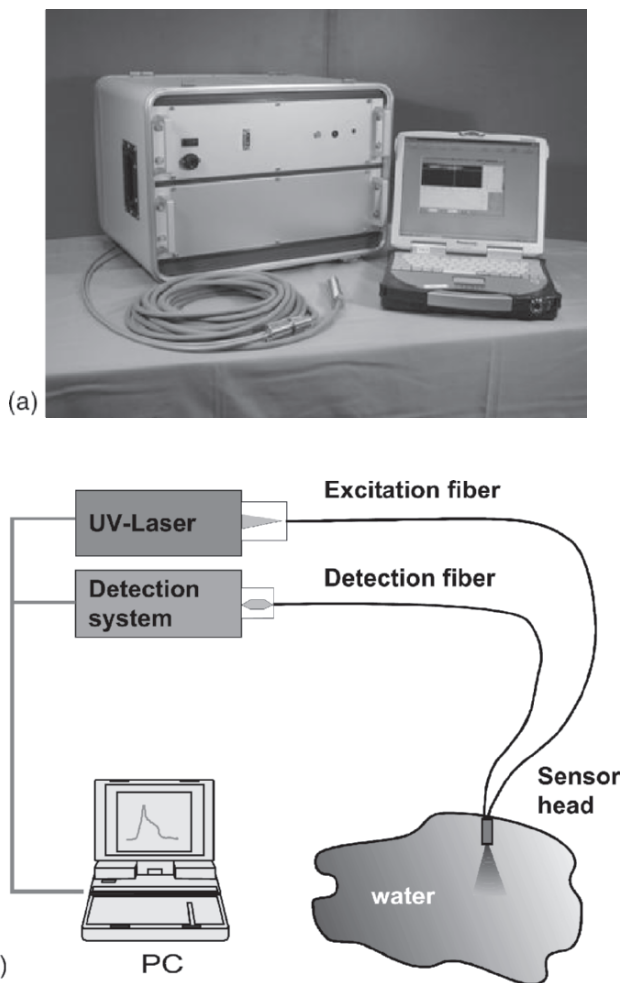 (a)
UV-Laser
Excitation fiber
Detection
system
Detection fiber
Sensor
head
water
)
PC